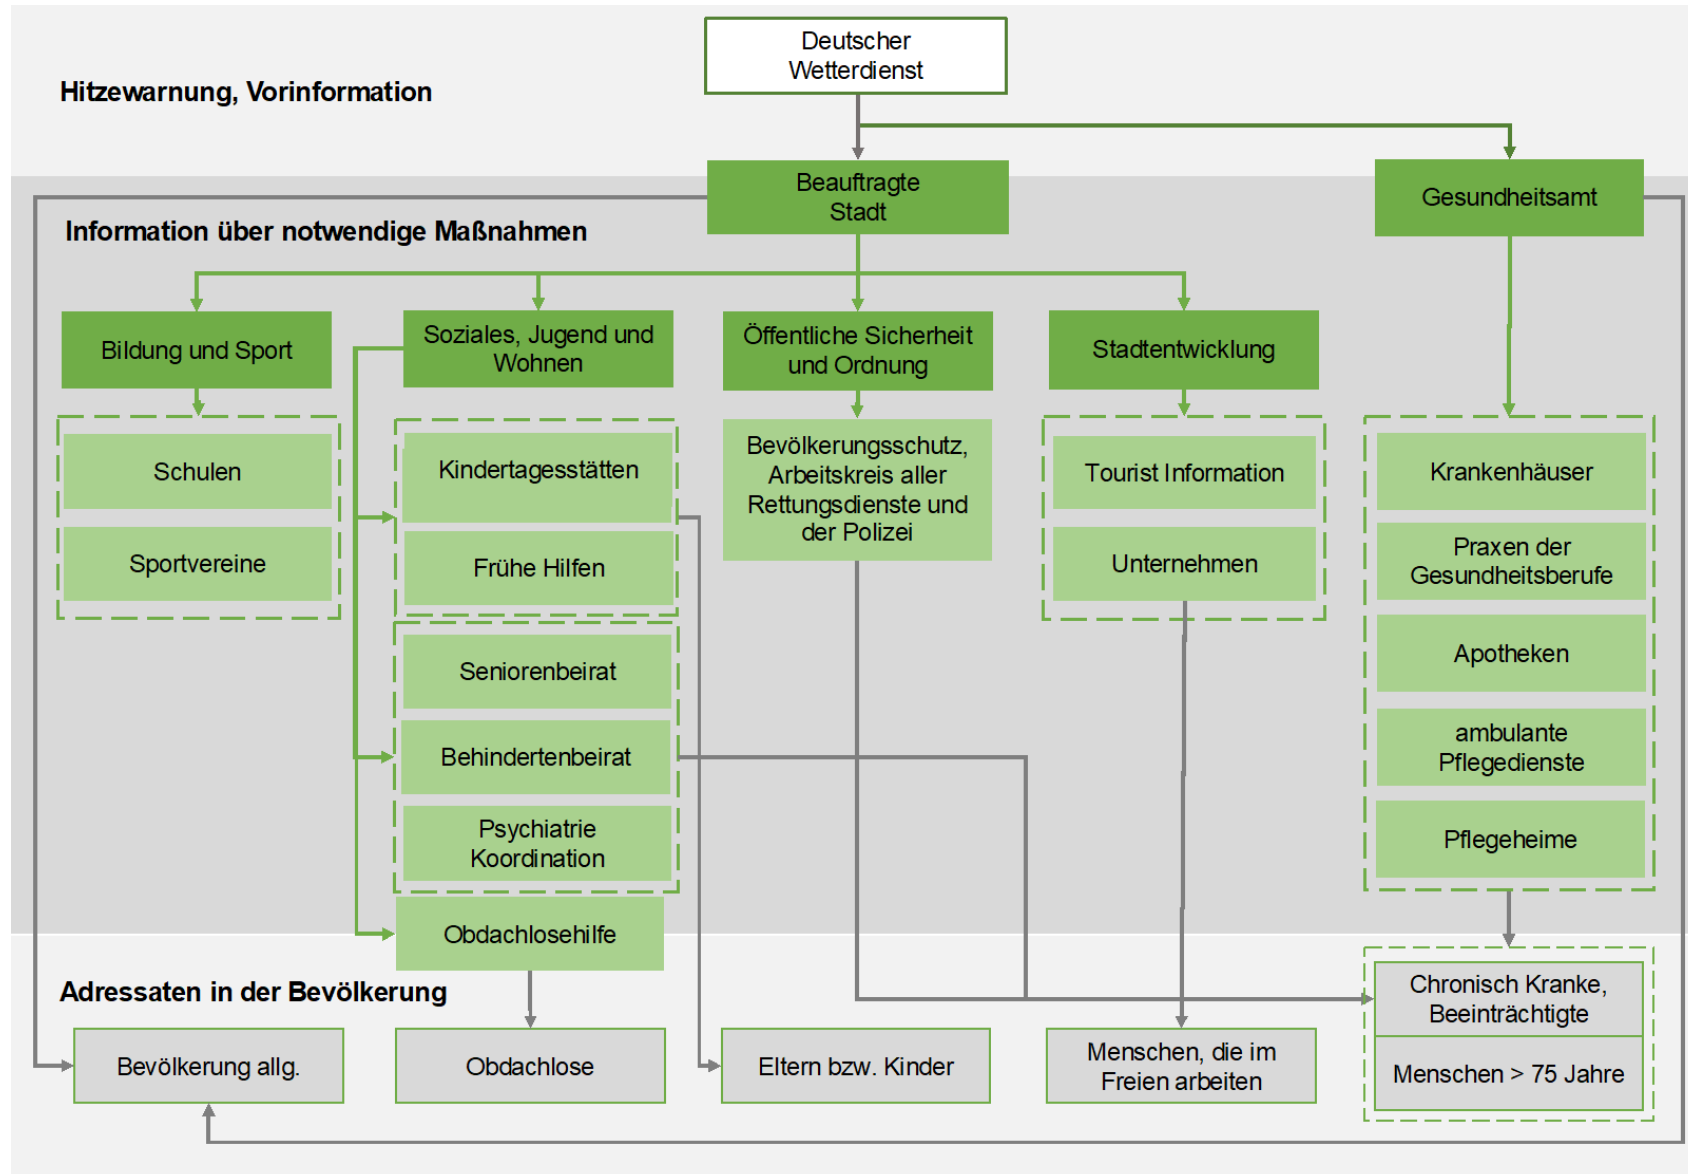 Deutscher
Wetterdienst
Hitzewarnung, Vorinformation
Beauftragte
Stadt
Gesundheitsamt
Information über notwendige Maßnahmen
Bildung und Sport
Soziales, Jugend und
Wohnen
Öffentliche Sicherheit
und Ordnung
Stadtentwicklung
Schulen
Sportvereine
Kindertagesstätten
Frühe Hilfen
Seniorenbeirat
Behindertenbeirat
Psychiatrie
Koordination
Obdachlosehilfe
Bevölkerungsschutz,
Arbeitskreis aller
Rettungsdienste und
der Polizei
Tourist Information
Unternehmen
Krankenhäuser
Praxen der
Gesundheitsberufe
Apotheken
ambulante
Pflegedienste
Pflegeheime
Adressaten in der Bevölkerung
Bevölkerung allg.
Obdachlose
Eltern bzw. Kinder
Menschen, die im
Freien arbeiten
Chronisch Kranke,
Beeinträchtigte
Menschen > 75 Jahre